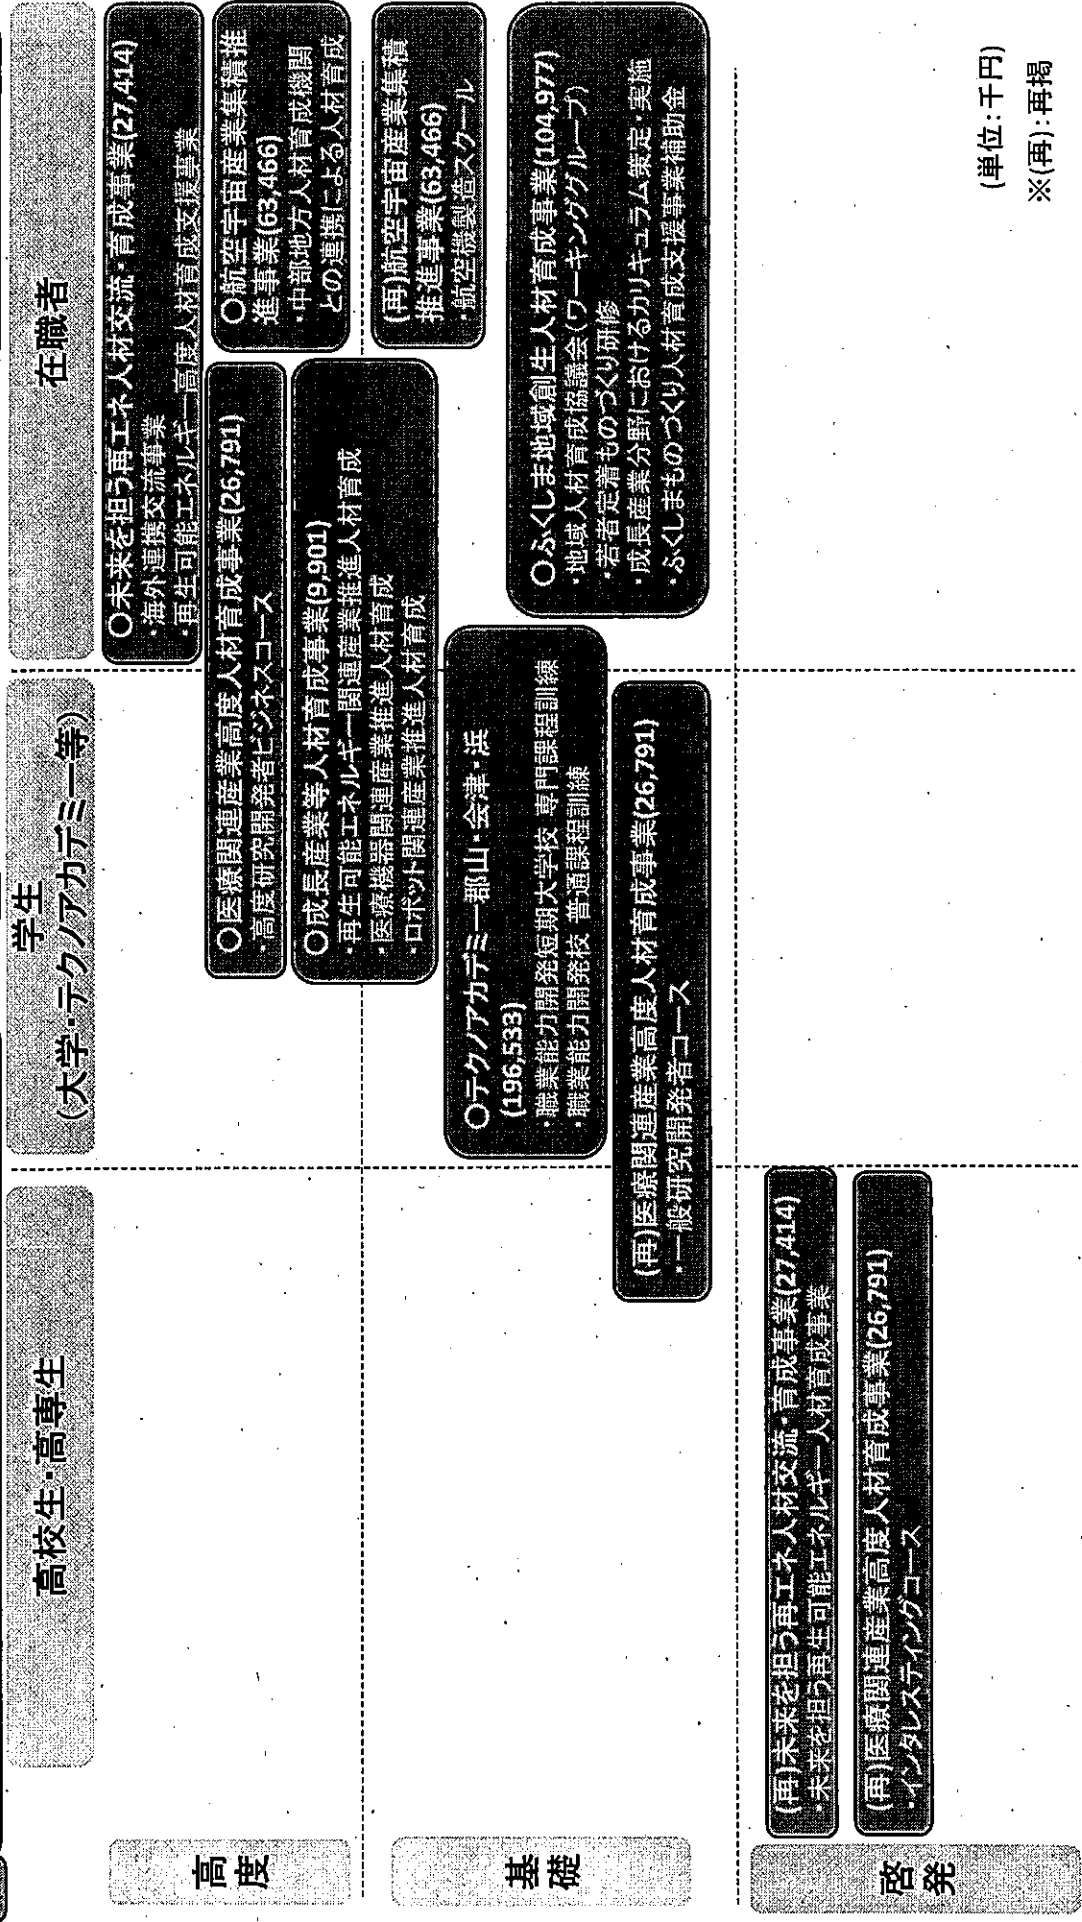 高校生・高専生
学生
(大学・テクノアカデミー等)
在職者
高度
基礎
啓発
〇未来を担う再エネ人材交流・育成事業(27,414)
・海外連携交流事業
・再生可能エネルギー高度人材育成支援事業
〇医療関連産業高度人材育成事業(26,791)
・高度研究開発者ビジネスコース
〇航空宇宙産業集積推
進事業(63,466)
・中部地方人材育成機関
との連携による人材育成
〇成長産業等人材育成事業(9,901)
・再生可能エネルギー関連産業推進人材育成
・医療機器関連産業推進人材育成
・ロボット関連産業推進人材育成
(再)航空宇宙産業集積
推進事業(63,466)
・航空機製造スクール
〇テクノアカデミー郡山・会津・浜
(196,533)
・職業能力開発短期大学校 専門課程訓練
・職業能力開発校 普通課程訓練
〇ふくしま地域創生人材育成事業(104,977)
・地域人材育成協議会(ワーキンググループ)
・若者定着ものづくり研修
・成長産業分野におけるカリキュラム策定・実施
・ふくしまものづくり人材育成支援事業補助金
(再)医療関連産業高度人材育成事業(26,791)
・一般研究開発者コース
(再)未来を担う再エネ人材交流・育成事業(27,414)
・未来を担う再生可能エネルギー人材育成事業
(再)医療関連産業高度人材育成事業(26,791)
・インタレスティングコース
(単位:千円)
※(再):再掲